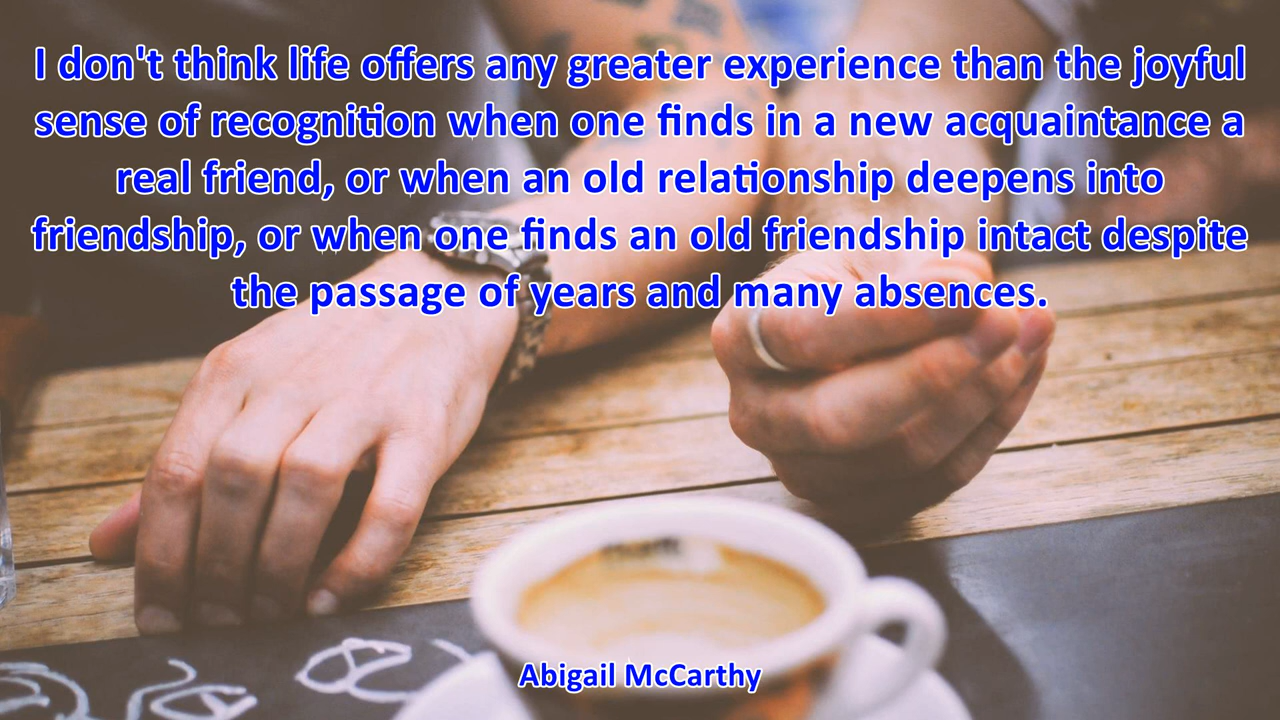 I don't think life offers any greater experience than the joyful
sense of recognition when one finds in a new acquaintance a
real friend, or when an old relationship deepens into
friendship, or when one finds an old friendship intact despite
the passage of years and many absences.
Abigail McCarthy